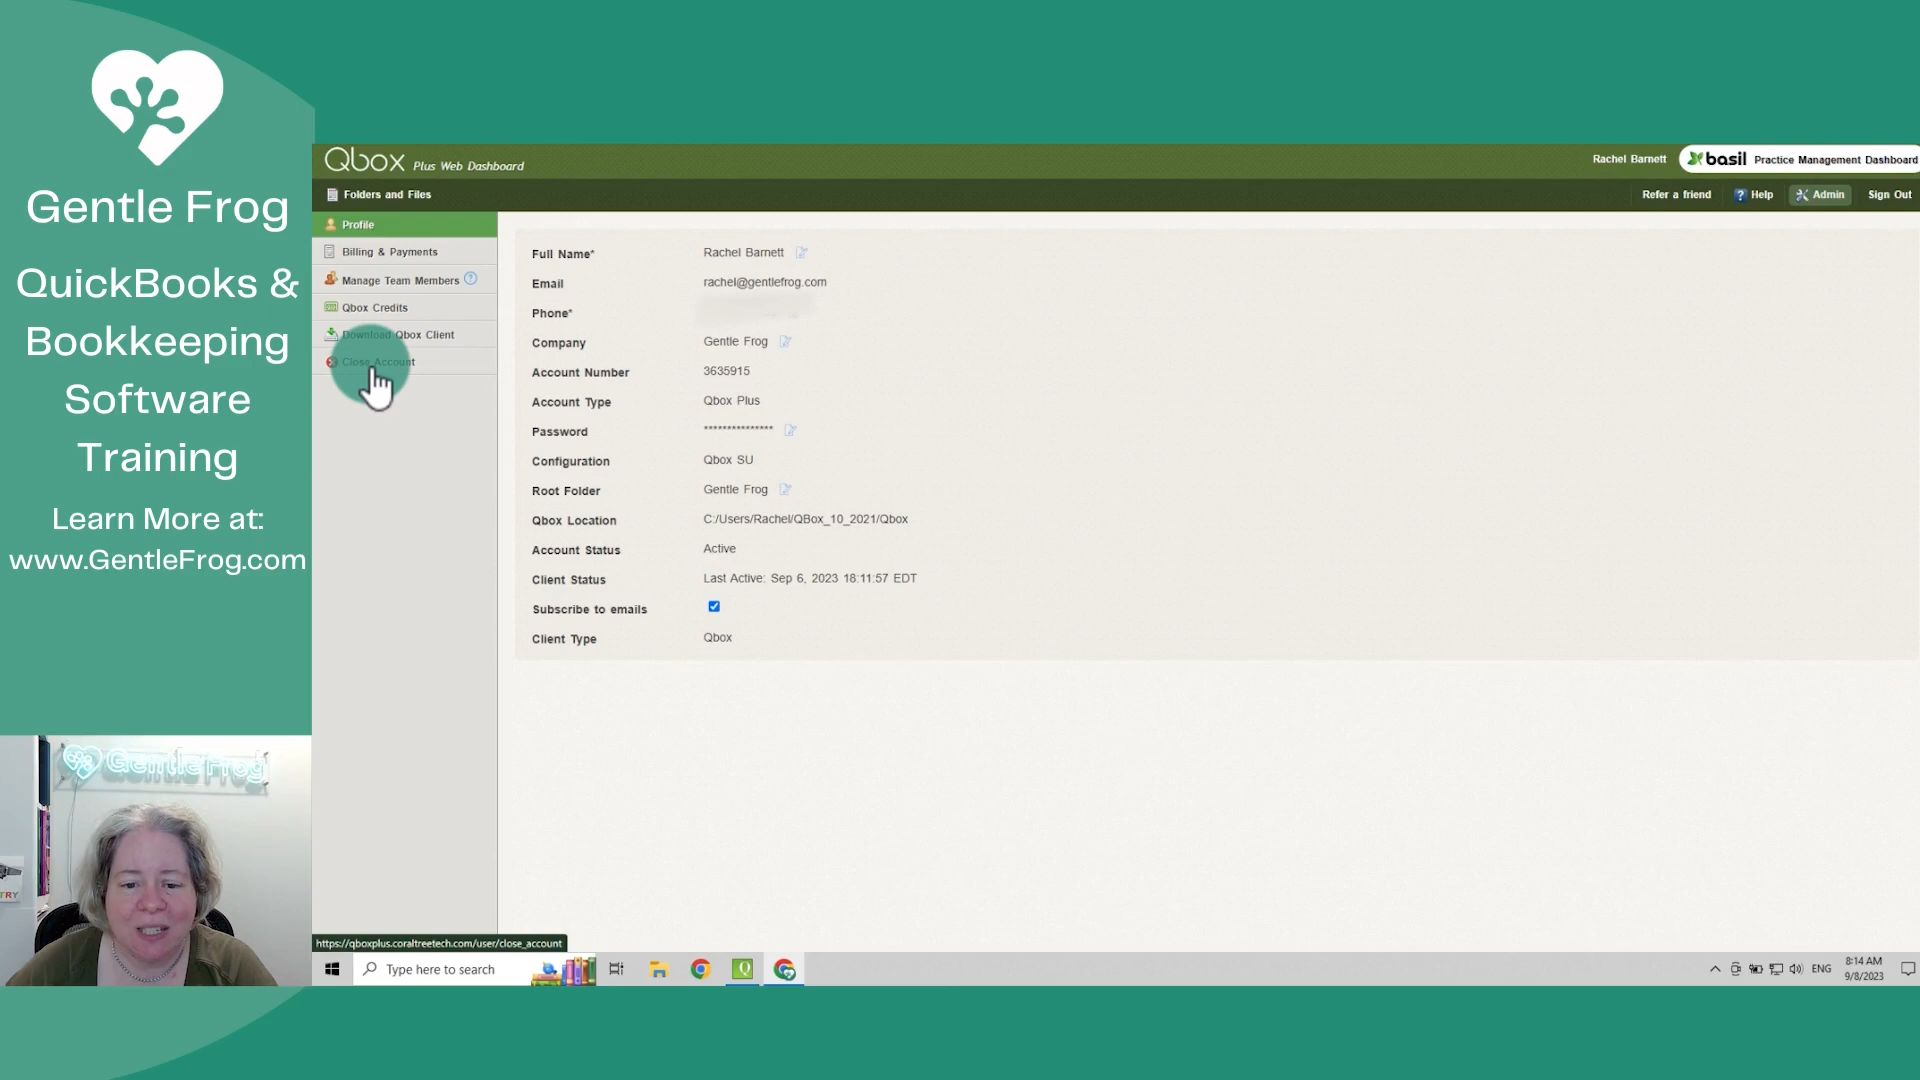 Gentle Frog
QuickBooks &
Bookkeeping
Software
Training
Learn More at:
www.GentleFrog.com
Qbox Plus Web Dashboard
Rachel Barnett
basil Practice Management Dashboard
Folders and Files
Refer a friend
Help
Admin
Sign Out
Profile
Billing & Payments
Manage Team Members
Qbox Credits
Download Qbox Client
Close Account
Full Name* Rachel Barnett
Email rachel@gentlefrog.com
Phone*
Company Gentle Frog
Account Number 3635915
Account Type Qbox Plus
Password ***************
Configuration Qbox SU
Root Folder Gentle Frog
Qbox Location C:/Users/Rachel/QBox_10_2021/Qbox
Account Status Active
Client Status Last Active: Sep 6, 2023 18:11:57 EDT
Subscribe to emails
Client Type Qbox
Gentle Frog
TRY
https://qboxplus.coraltreetech.com/user/close_account
Type here to search
ENG
8:14 AM
9/8/2023